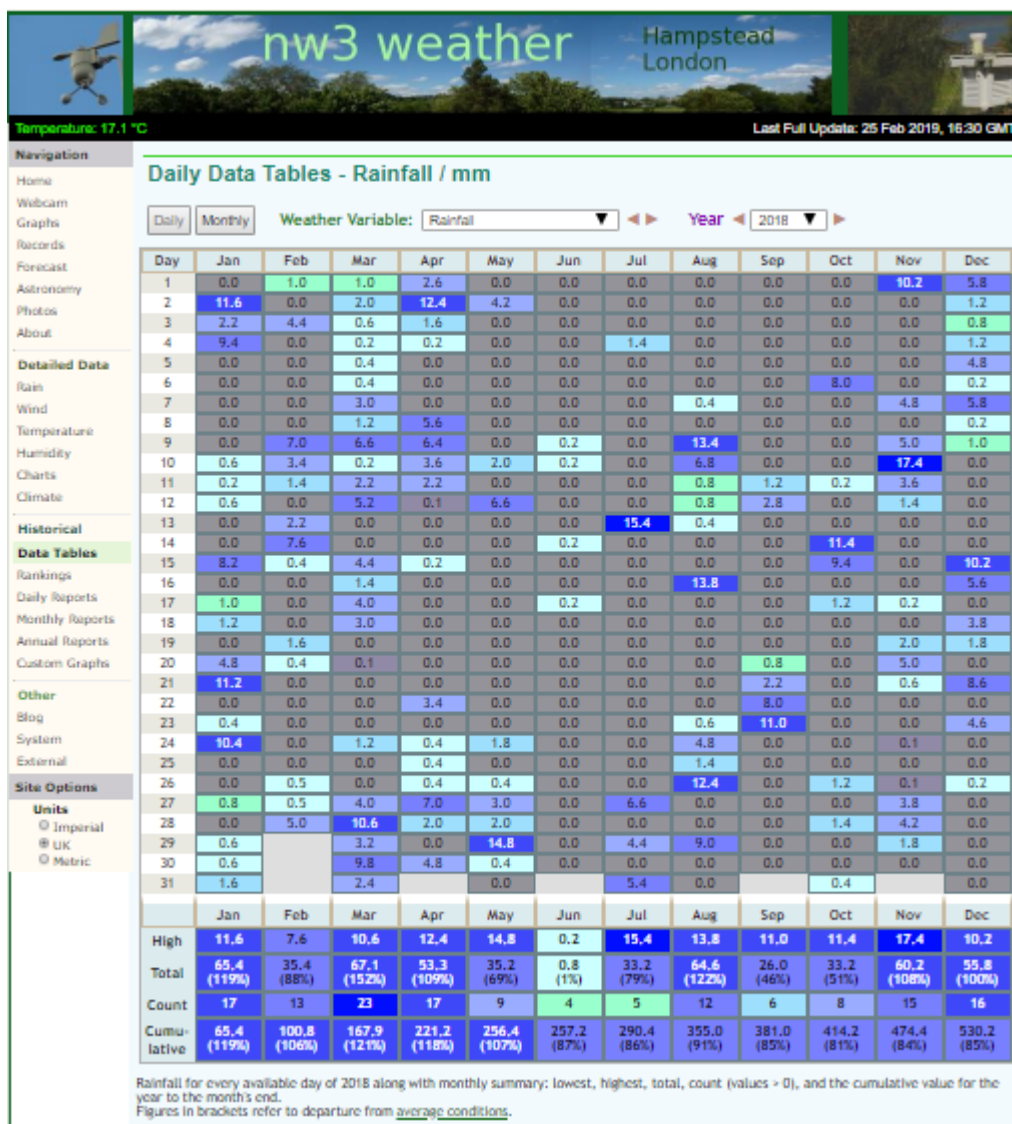 nw3 weather
Hampstead
London
Temperature: 17.1 °C
Last Full Update: 25 Feb 2019, 16:30 GMT
Navigation
Home
Webcam
Graphs
Records
Forecast
Astronomy
Photos
About
Detailed Data
Rain
Wind
Temperature
Humidity
Charts
Climate
Historical
Data Tables
Rankings
Daily Reports
Monthly Reports
Annual Reports
Custom Graphs
Other
Blog
System
External
Site Options
Units
Imperial
UK
Metric
Daily Data Tables - Rainfall / mm
Daily Monthly Weather Variable: Rainfall Year 2018
Day Jan Feb Mar Apr May Jun Jul Aug Sep Oct Nov Dec
1 0.0 1.0 1.0 2.6 0.0 0.0 0.0 0.0 0.0 0.0 10.2 5.8
2 11.6 0.0 2.0 12.4 4.2 0.0 0.0 0.0 0.0 0.0 0.0 1.2
3 2.2 4.4 0.6 1.6 0.0 0.0 0.0 0.0 0.0 0.0 0.0 0.8
4 9.4 0.0 0.2 0.2 0.0 0.0 1.4 0.0 0.0 0.0 0.0 1.2
5 0.0 0.0 0.4 0.0 0.0 0.0 0.0 0.0 0.0 0.0 0.0 4.8
6 0.0 0.0 0.4 0.0 0.0 0.0 0.0 0.0 0.0 8.0 0.0 0.2
7 0.0 0.0 3.0 0.0 0.0 0.0 0.0 0.4 0.0 0.0 4.8 5.8
8 0.0 0.0 1.2 5.6 0.0 0.0 0.0 0.0 0.0 0.0 0.0 0.2
9 0.0 7.0 6.6 6.4 0.0 0.2 0.0 13.4 0.0 0.0 5.0 1.0
10 0.6 3.4 0.2 3.6 2.0 0.2 0.0 6.8 0.0 0.0 17.4 0.0
11 0.2 1.4 2.2 2.2 0.0 0.0 0.0 0.8 1.2 0.2 3.6 0.0
12 0.6 0.0 5.2 0.1 6.6 0.0 0.0 0.8 2.8 0.0 1.4 0.0
13 0.0 2.2 0.0 0.0 0.0 0.0 15.4 0.4 0.0 0.0 0.0 0.0
14 0.0 7.6 0.0 0.0 0.0 0.2 0.0 0.0 0.0 11.4 0.0 0.0
15 8.2 0.4 4.4 0.2 0.0 0.0 0.0 0.0 0.0 9.4 0.0 10.2
16 0.0 0.0 1.4 0.0 0.0 0.0 0.0 13.8 0.0 0.0 0.0 5.6
17 1.0 0.0 4.0 0.0 0.0 0.2 0.0 0.0 0.0 1.2 0.2 0.0
18 1.2 0.0 3.0 0.0 0.0 0.0 0.0 0.0 0.0 0.0 0.0 3.8
19 0.0 1.6 0.0 0.0 0.0 0.0 0.0 0.0 0.0 0.0 2.0 1.8
20 4.8 0.4 0.1 0.0 0.0 0.0 0.0 0.0 0.8 0.0 5.0 0.0
21 11.2 0.0 0.0 0.0 0.0 0.0 0.0 0.0 2.2 0.0 0.6 8.6
22 0.0 0.0 0.0 3.4 0.0 0.0 0.0 0.0 8.0 0.0 0.0 0.0
23 0.4 0.0 0.0 0.0 0.0 0.0 0.0 0.6 11.0 0.0 0.0 4.6
24 10.4 0.0 1.2 0.4 1.8 0.0 0.0 4.8 0.0 0.0 0.1 0.0
25 0.0 0.0 0.0 0.4 0.0 0.0 0.0 1.4 0.0 0.0 0.0 0.0
26 0.0 0.5 0.0 0.4 0.4 0.0 0.0 12.4 0.0 1.2 0.1 0.2
27 0.8 0.5 4.0 7.0 3.0 0.0 6.6 0.0 0.0 0.0 3.8 0.0
28 0.0 5.0 10.6 2.0 2.0 0.0 0.0 0.0 0.0 1.4 4.2 0.0
29 0.6 3.2 0.0 14.8 0.0 4.4 9.0 0.0 0.0 1.8 0.0
30 0.6 9.8 4.8 0.4 0.0 0.0 0.0 0.0 0.0 0.0 0.0
31 1.6 2.4 0.0 5.4 0.0 0.4 0.0
Jan Feb Mar Apr May Jun Jul Aug Sep Oct Nov Dec
High 11.6 7.6 10.6 12.4 14.8 0.2 15.4 13.8 11.0 11.4 17.4 10.2
Total 65.4 35.4 67.1 53.3 35.2 0.8 33.2 64.6 26.0 33.2 60.2 55.8
(119%) (88%) (152%) (109%) (69%) (1%) (79%) (122%) (46%) (51%) (108%) (100%)
Count 17 13 23 17 9 4 5 12 6 8 15 16
Cumu- 65.4 100.8 167.9 221.2 256.4 257.2 290.4 355.0 381.0 414.2 474.4 530.2
lative (119%) (106%) (121%) (118%) (107%) (87%) (86%) (91%) (85%) (81%) (84%) (85%)
Rainfall for every available day of 2018 along with monthly summary: lowest, highest, total, count (values > 0), and the cumulative value for the
year to the month's end.
Figures in brackets refer to departure from average conditions.